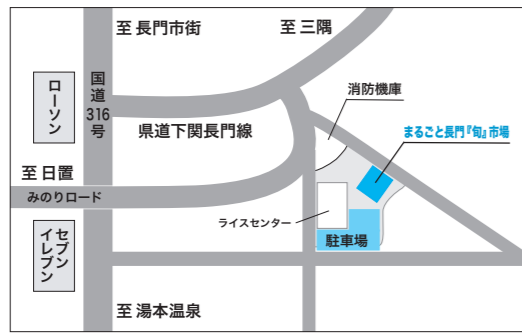 至 長門市街
至 三隅
ローソン
国道316号
消防機庫
県道下関長門線
まるごと長門『旬』市場
至 日置
みのりロード
ライスセンター
セブン
イレブン
駐車場
至 湯本温泉